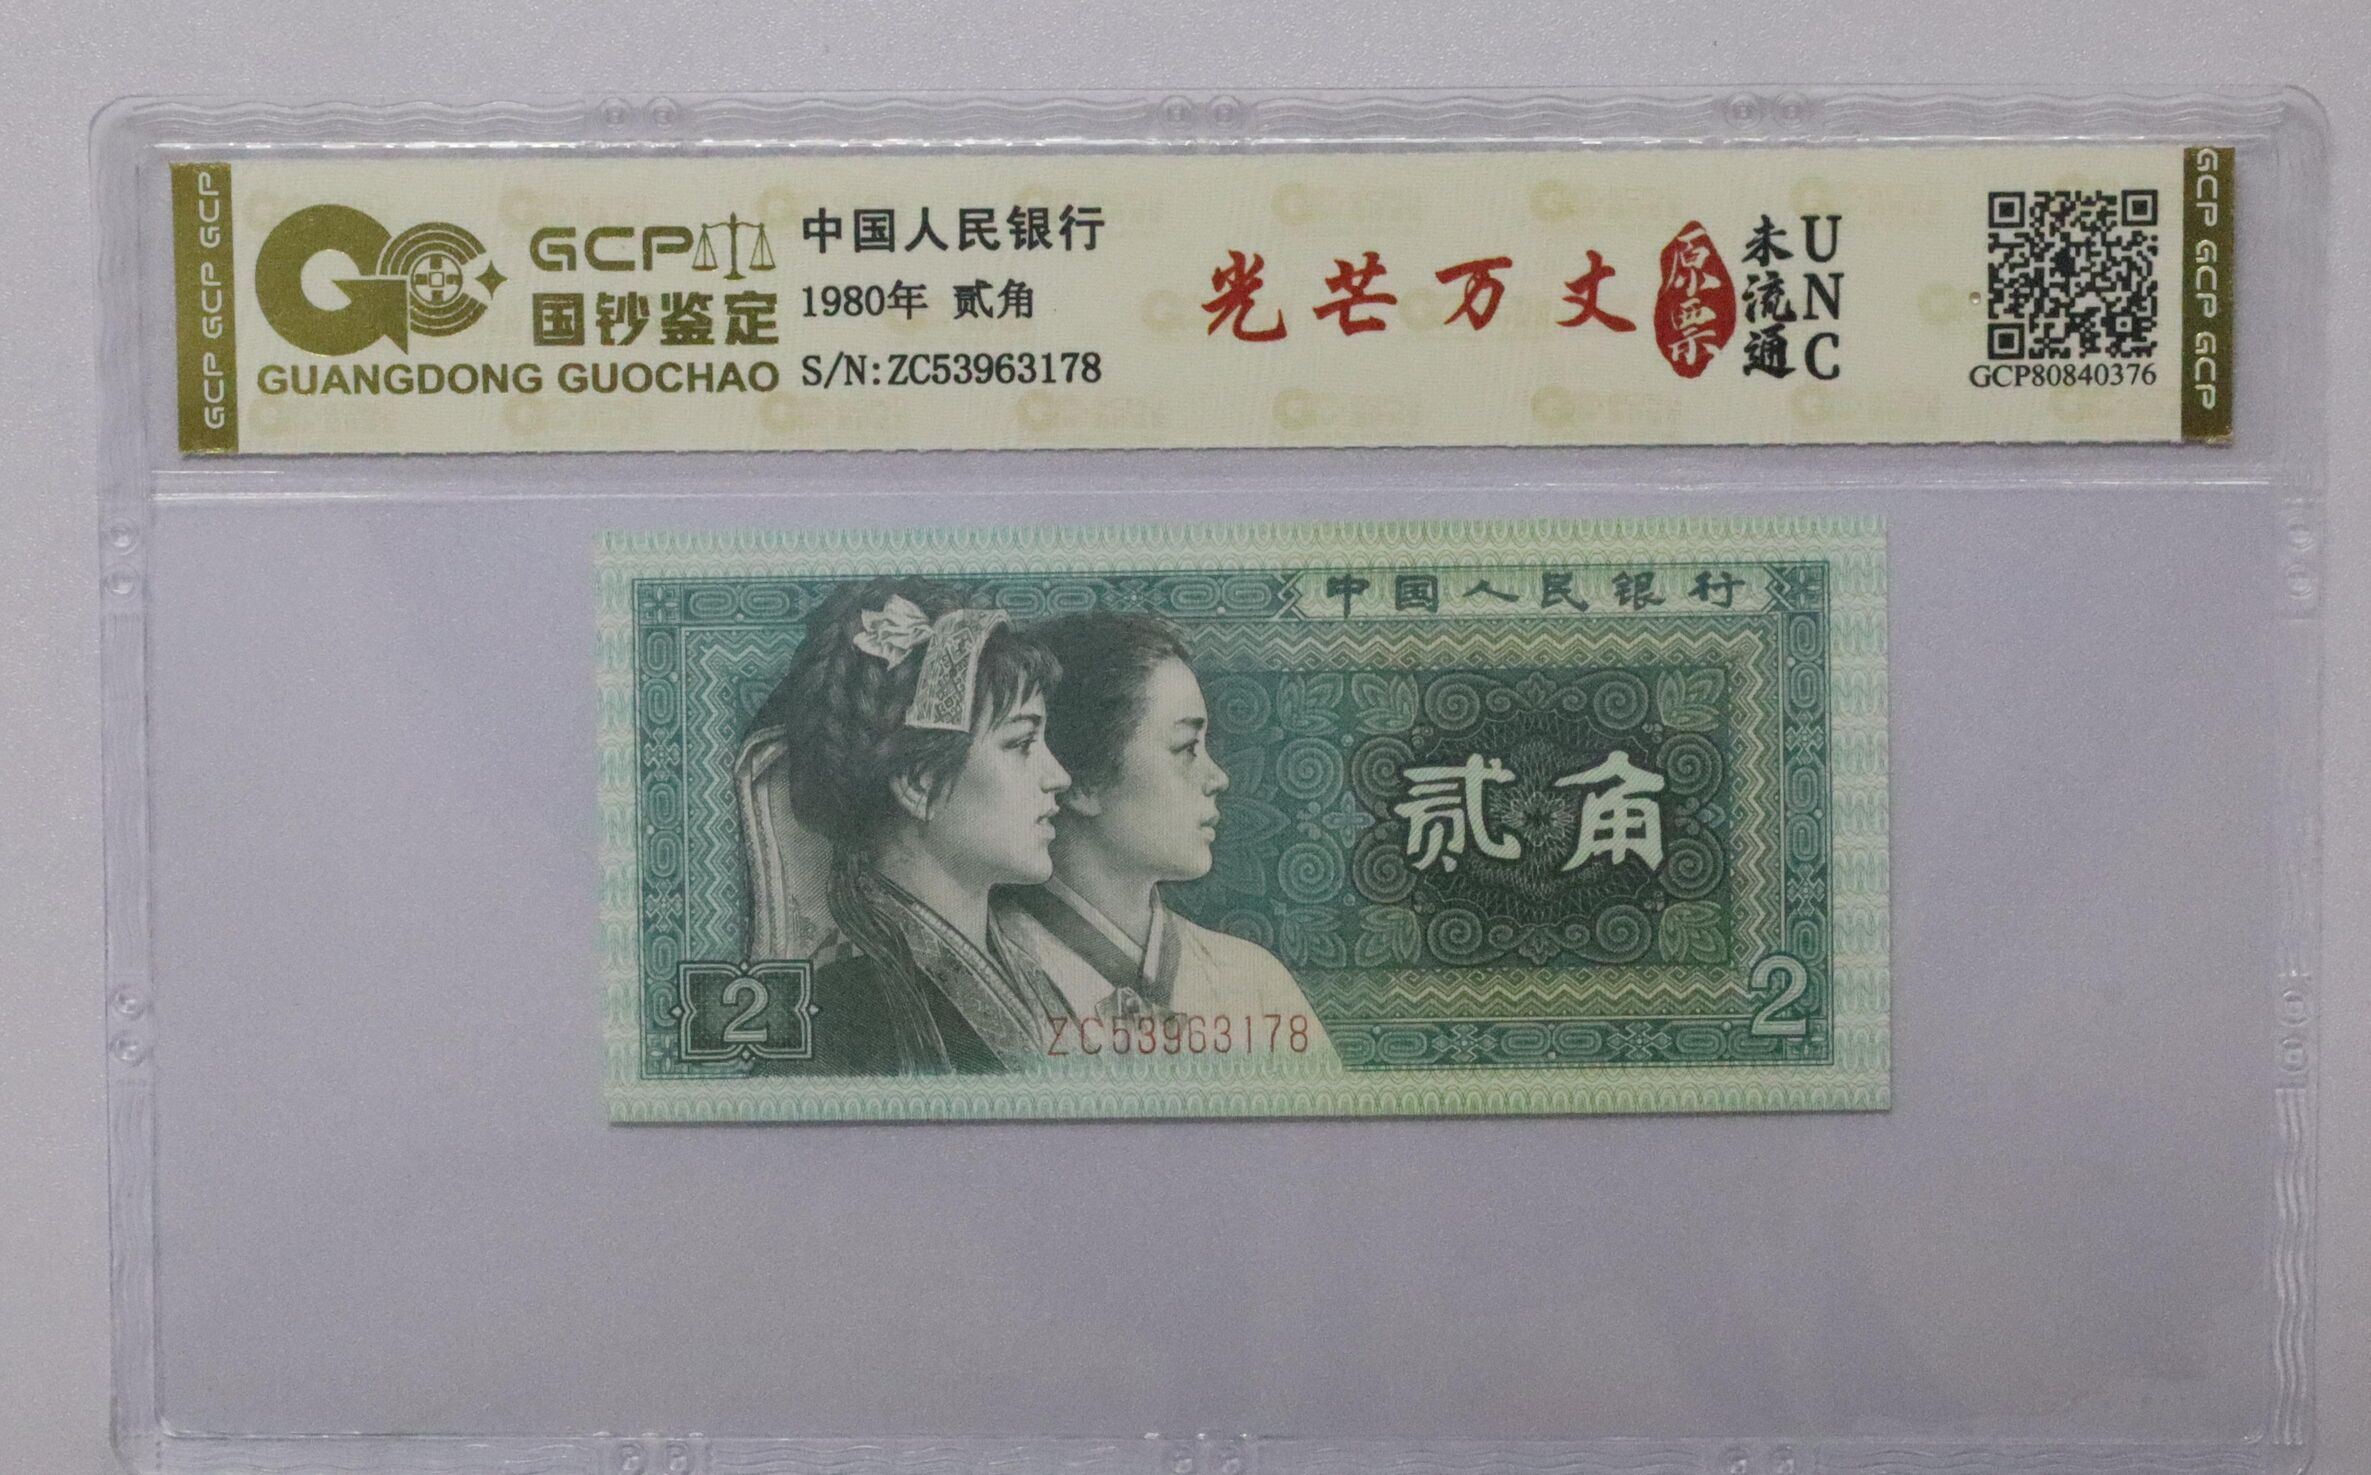 GCP GCP GCP
GCP
国钞鉴定
GUANGDONG GUOCHAO
中国人民银行
1980年 贰角
S/N:ZC53963178
光芒万丈
原票
未流通
UNC
GCP80840376
GCP GCP GCP
中国人民银行
贰角
2
2
ZC53963178